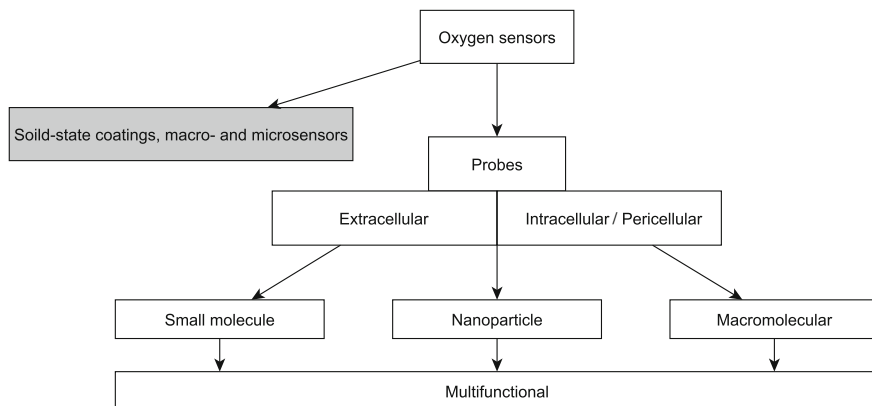 Oxygen sensors
Soild-state coatings, macro- and microsensors
Probes
Extracellular
Intracellular / Pericellular
Small molecule
Nanoparticle
Macromolecular
Multifunctional